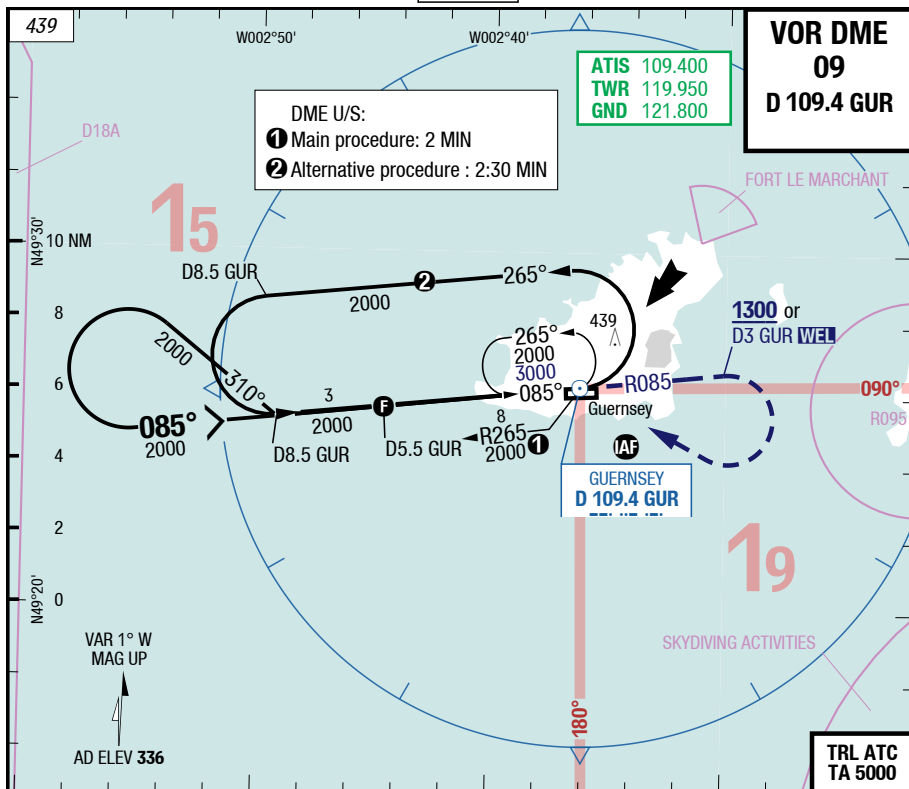 439
W002°50'
W002°40'
VOR DME
09
D 109.4 GUR
ATIS 109.400
TWR 119.950
GND 121.800
DME U/S:
1 Main procedure: 2 MIN
2 Alternative procedure : 2:30 MIN
D18A
15
FORT LE MARCHANT
N49°30'
10 NM
D8.5 GUR
2
265°
2000
8
439
1300 or
D3 GUR WEL
2000
265°
2000
3000
6
310°
3
F
085°
R085
090°
Guernsey
085°
2000
2000
8
R265
2000
1
R095
D8.5 GUR
D5.5 GUR
IAF
4
GUERNSEY
D 109.4 GUR
2
19
N49°20'
0
VAR 1° W
MAG UP
SKYDIVING ACTIVITIES
180°
AD ELEV 336
TRL ATC
TA 5000